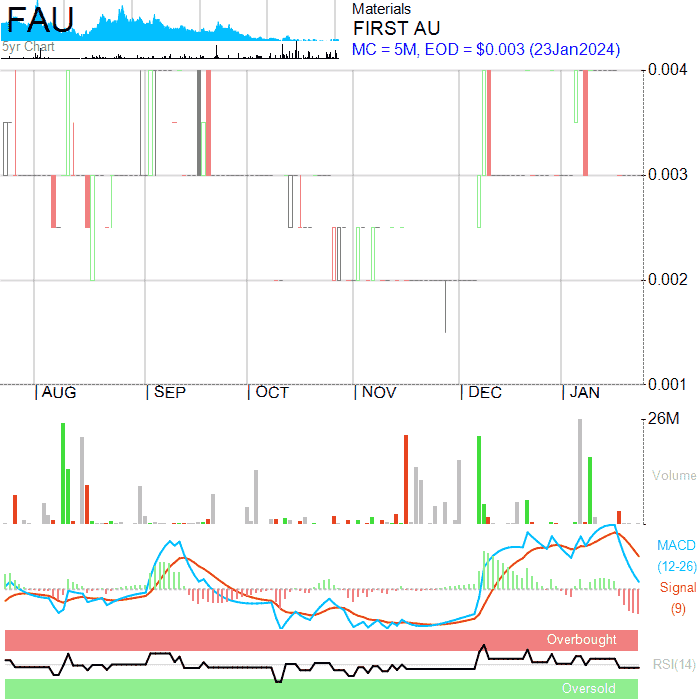 FAU
5yr Chart
Materials
FIRST AU
MC = 5M, EOD = $0.003 (23Jan2024)
0.004
0.003
0.002
0.001
AUG SEP OCT NOV DEC JAN
26M
Volume
MACD
(12-26)
Signal
(9)
Overbought
RSI(14)
Oversold